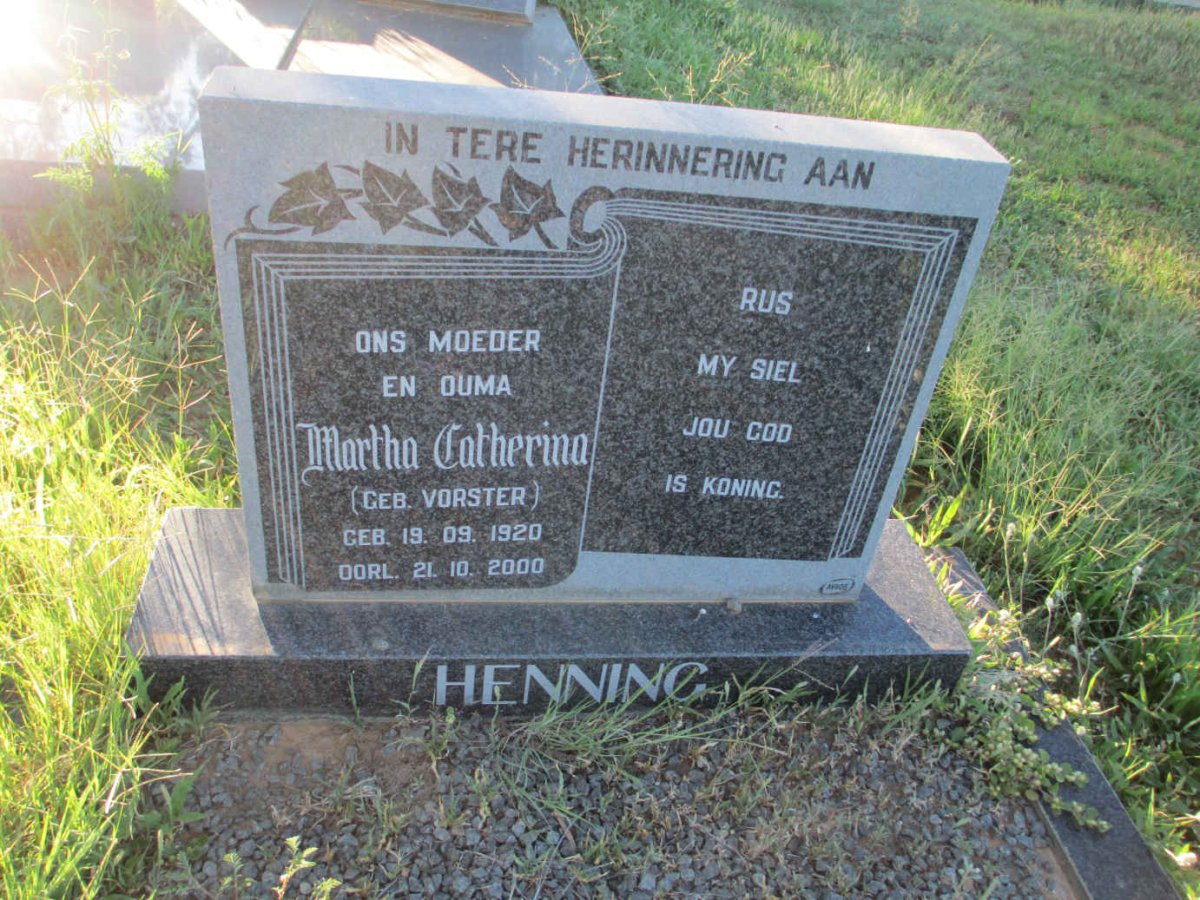 IN TERE HERINNERING AAN
ONS MOEDER
EN OUMA
Martha Catherina
(GEB. VORSTER)
GEB. 19. 09. 1920
OORL. 21. 10. 2000
RUS
MY SIEL
JOU GOD
IS KONING.
HENNING